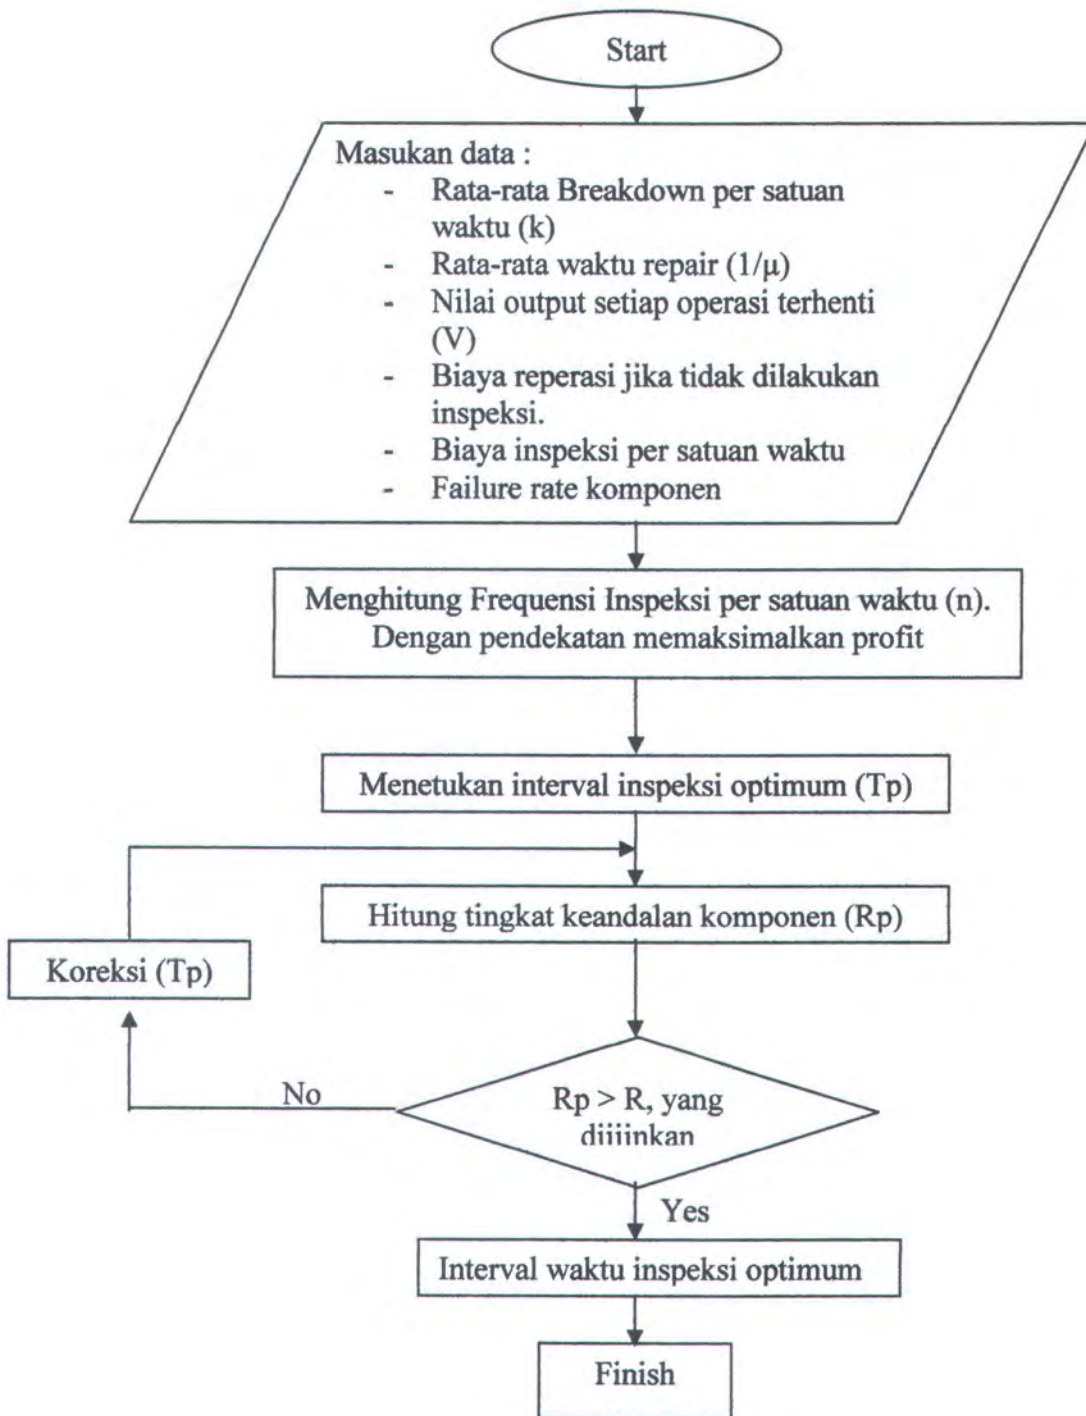 Start
Masukan data :
- Rata-rata Breakdown per satuan
waktu (k)
- Rata-rata waktu repair (1/μ)
- Nilai output setiap operasi terhenti
(V)
- Biaya reperasi jika tidak dilakukan
inspeksi.
- Biaya inspeksi per satuan waktu
- Failure rate komponen
Menghitung Frequensi Inspeksi per satuan waktu (n).
Dengan pendekatan memaksimalkan profit
Menetukan interval inspeksi optimum (Tp)
Hitung tingkat keandalan komponen (Rp)
Koreksi (Tp)
No
Rp > R, yang
diiiinkan
Yes
Interval waktu inspeksi optimum
Finish